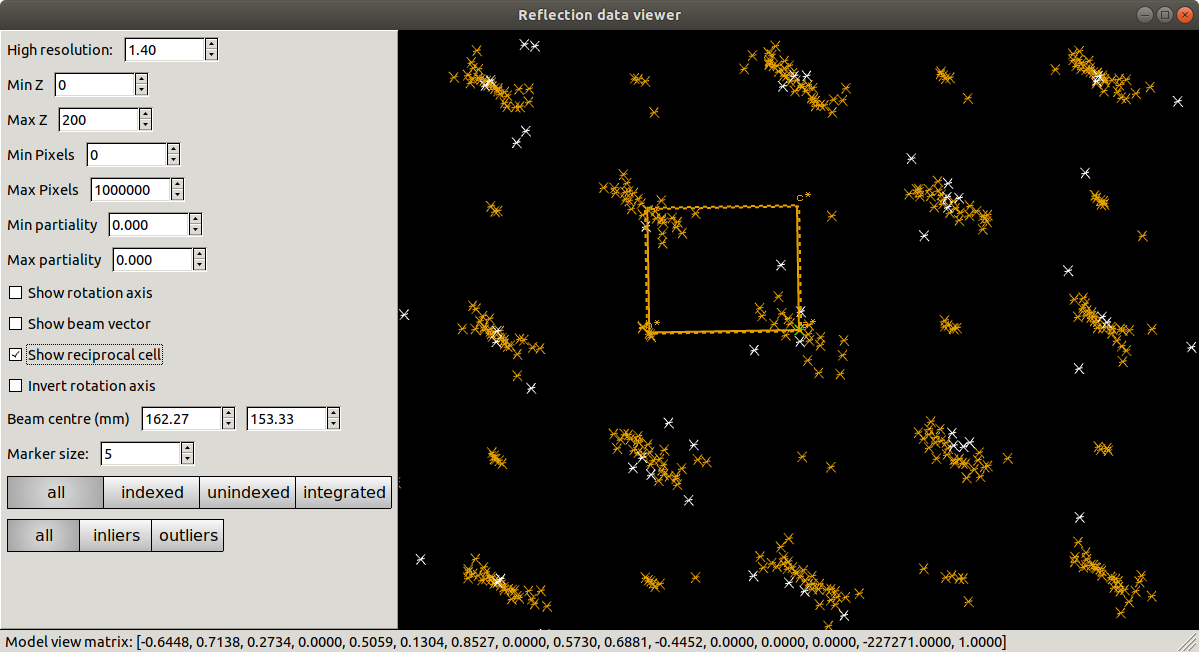 Reflection data viewer
High resolution: 1.40
Min Z 0
Max Z 200
Min Pixels 0
Max Pixels 1000000
Min partiality 0.000
Max partiality 0.000
Show rotation axis
Show beam vector
Show reciprocal cell
Invert rotation axis
Beam centre (mm) 162.27 153.33
Marker size: 5
all indexed unindexed integrated
all inliers outliers
c*
Model view matrix: [-0.6448, 0.7138, 0.2734, 0.0000, 0.5059, 0.1304, 0.8527, 0.0000, 0.5730, 0.6881, -0.4452, 0.0000, 0.0000, 0.0000, -227271.0000, 1.0000]